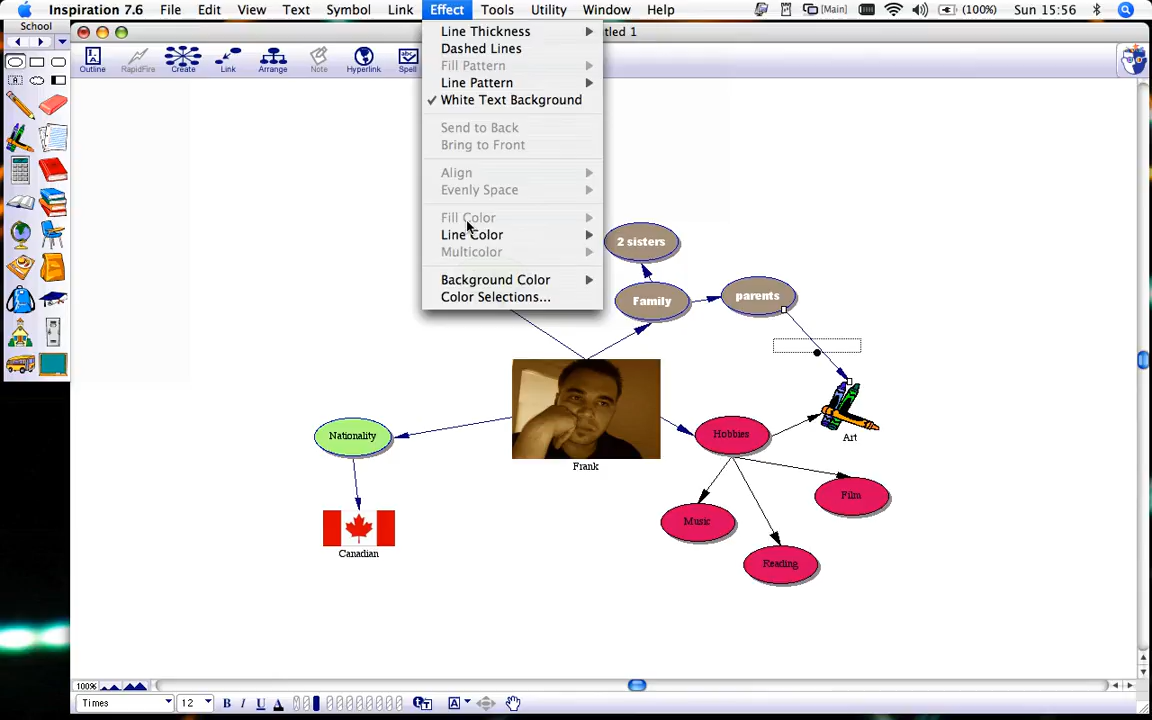 Inspiration 7.6 File Edit View Text Symbol Link Effect Tools Utility Window Help [Main] (100%) Sun 15:56
School
tled 1
Outline RapidFire Create Link Arrange Note Hyperlink Spell
Line Thickness
Dashed Lines
Fill Pattern
Line Pattern
✓ White Text Background
Send to Back
Bring to Front
Align
Evenly Space
Fill Color
Line Color
Multicolor
Background Color
Color Selections...
2 sisters
Family
parents
Nationality
Hobbies
Art
Frank
Film
Music
Canadian
Reading
100%
Times 12 B I U A A